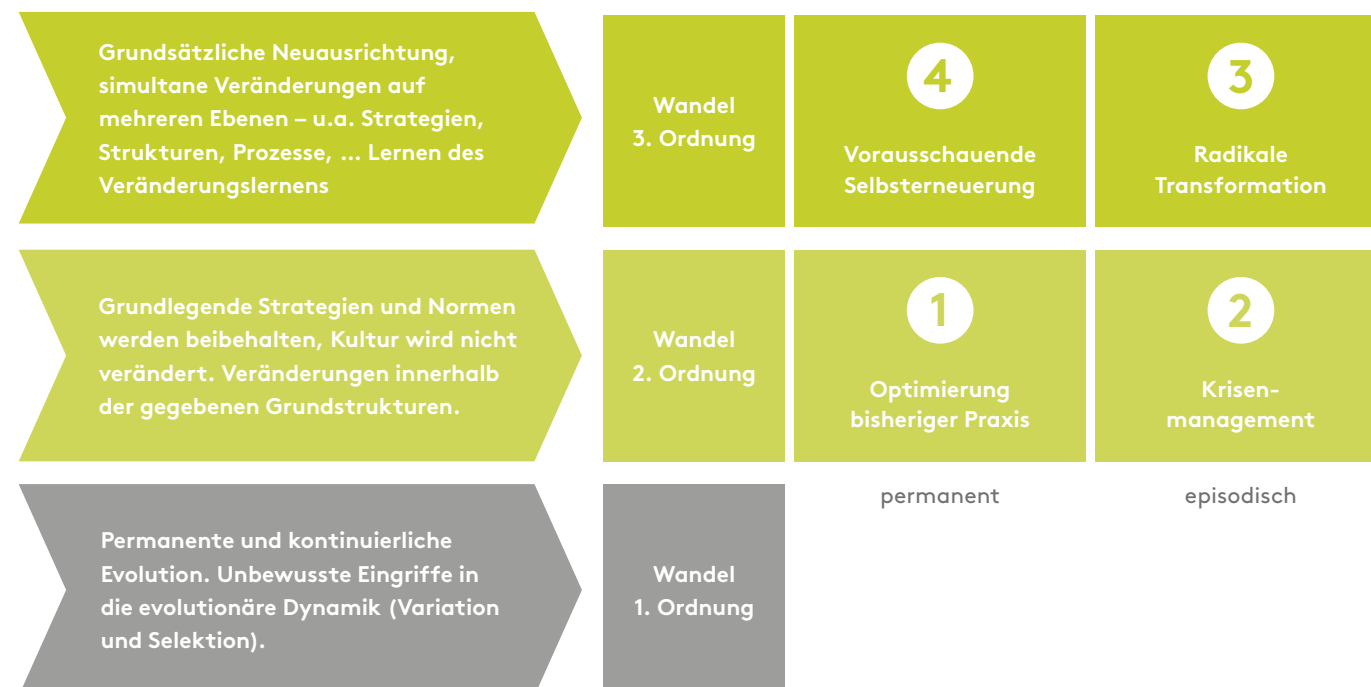 Grundsätzliche Neuausrichtung,
simultane Veränderungen auf
mehreren Ebenen – u.a. Strategien,
Strukturen, Prozesse, ... Lernen des
Veränderungslernens
Wandel
3. Ordnung
4
Vorausschauende
Selbsterneuerung
3
Radikale
Transformation
Grundlegende Strategien und Normen
werden beibehalten, Kultur wird nicht
verändert. Veränderungen innerhalb
der gegebenen Grundstrukturen.
Wandel
2. Ordnung
1
Optimierung
bisheriger Praxis
2
Krisen-
management
permanent
episodisch
Permanente und kontinuierliche
Evolution. Unbewusste Eingriffe in
die evolutionäre Dynamik (Variation
und Selektion).
Wandel
1. Ordnung